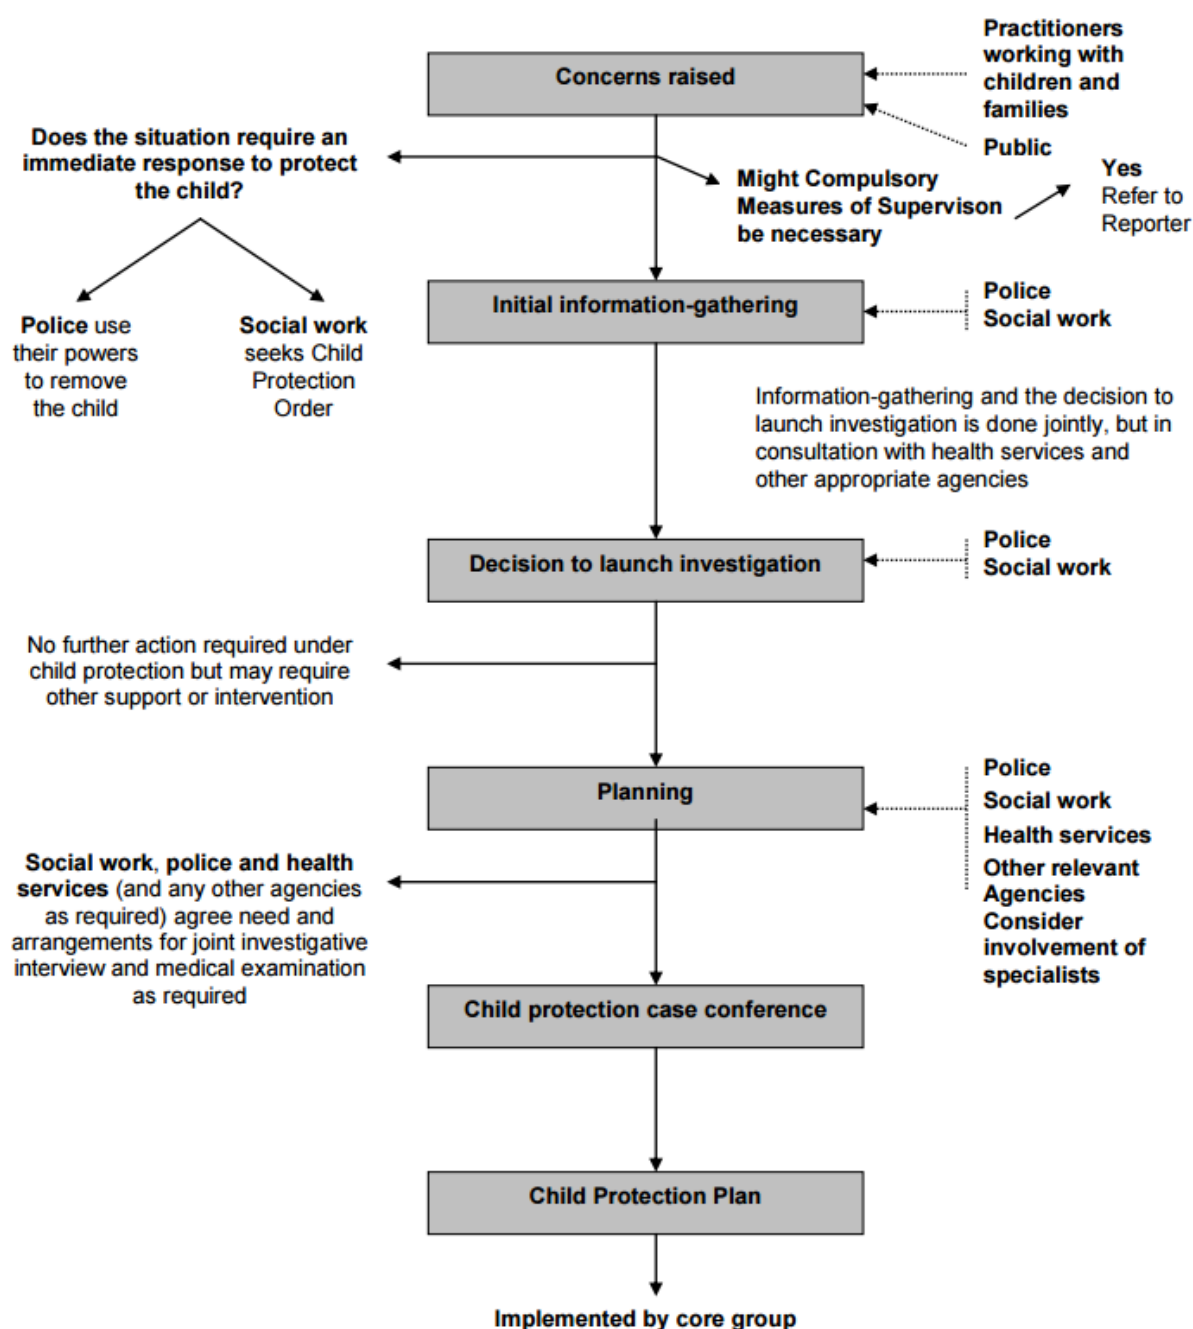 Practitioners
working with
children and
families
Concerns raised
Public
Does the situation require an
immediate response to protect
the child?
Might Compulsory
Measures of Supervison
be necessary
Yes
Refer to
Reporter
Police use
their powers
to remove
the child
Social work
seeks Child
Protection
Order
Initial information-gathering
Police
Social work
Information-gathering and the decision to
launch investigation is done jointly, but in
consultation with health services and
other appropriate agencies
Decision to launch investigation
Police
Social work
No further action required under
child protection but may require
other support or intervention
Planning
Police
Social work
Health services
Other relevant
Agencies
Consider
involvement of
specialists
Social work, police and health
services (and any other agencies
as required) agree need and
arrangements for joint investigative
interview and medical examination
as required
Child protection case conference
Child Protection Plan
Implemented by core group